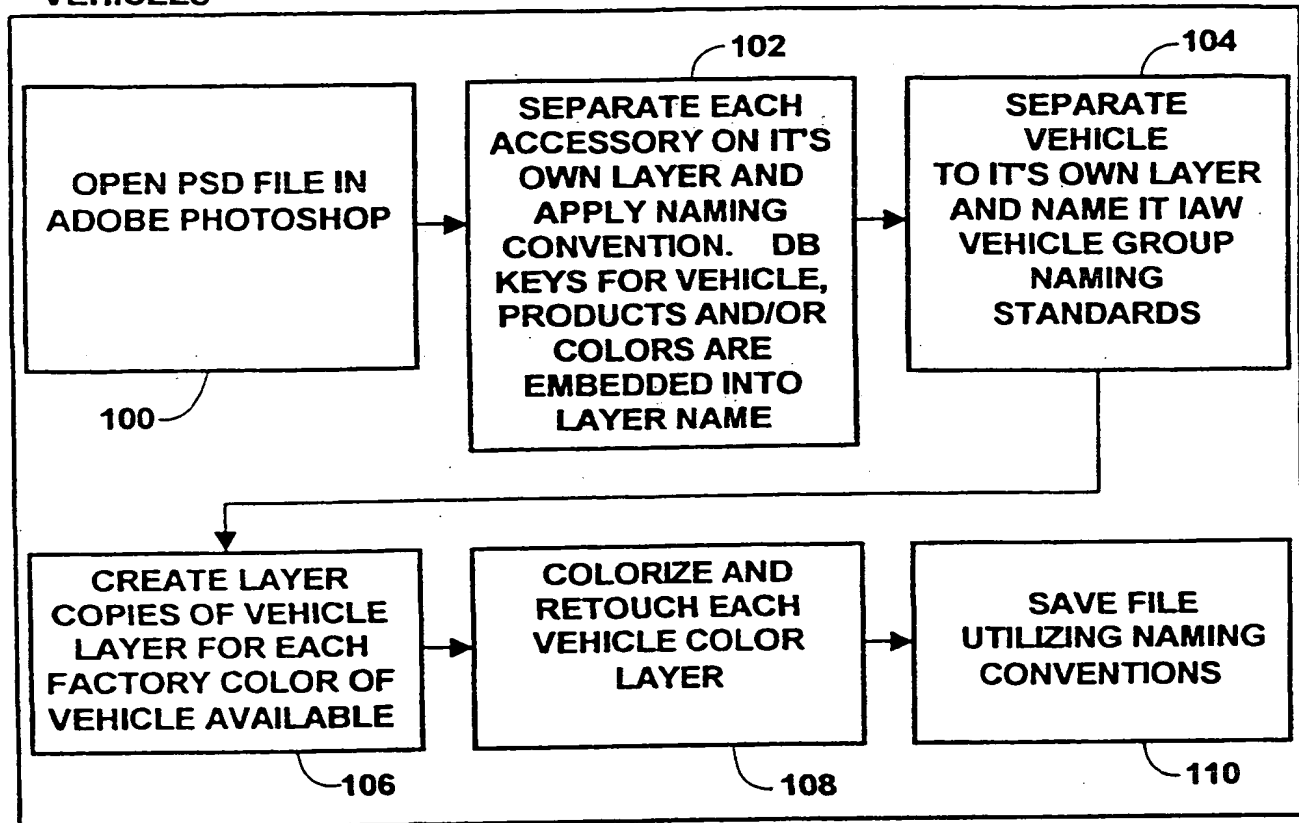 VEHICLES
102
104
OPEN PSD FILE IN
ADOBE PHOTOSHOP
100
SEPARATE EACH
ACCESSORY ON IT'S
OWN LAYER AND
APPLY NAMING
CONVENTION. DB
KEYS FOR VEHICLE,
PRODUCTS AND/OR
COLORS ARE
EMBEDDED INTO
LAYER NAME
SEPARATE
VEHICLE
TO IT'S OWN LAYER
AND NAME IT IAW
VEHICLE GROUP
NAMING
STANDARDS
CREATE LAYER
COPIES OF VEHICLE
LAYER FOR EACH
FACTORY COLOR OF
VEHICLE AVAILABLE
106
COLORIZE AND
RETOUCH EACH
VEHICLE COLOR
LAYER
108
SAVE FILE
UTILIZING NAMING
CONVENTIONS
110